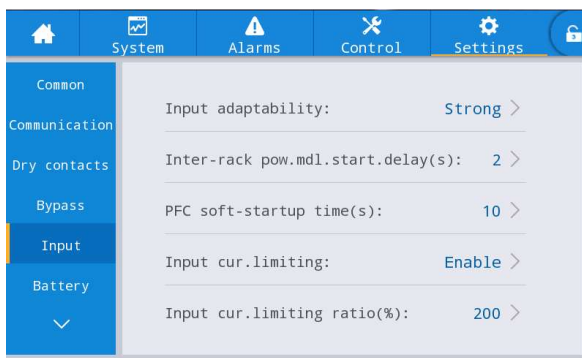 System Alarms Control Settings
Common
Communication
Dry contacts
Bypass
Input
Battery
Input adaptability: Strong
Inter-rack pow.mdl.start.delay(s): 2
PFC soft-startup time(s): 10
Input cur.limiting: Enable
Input cur.limiting ratio(%): 200